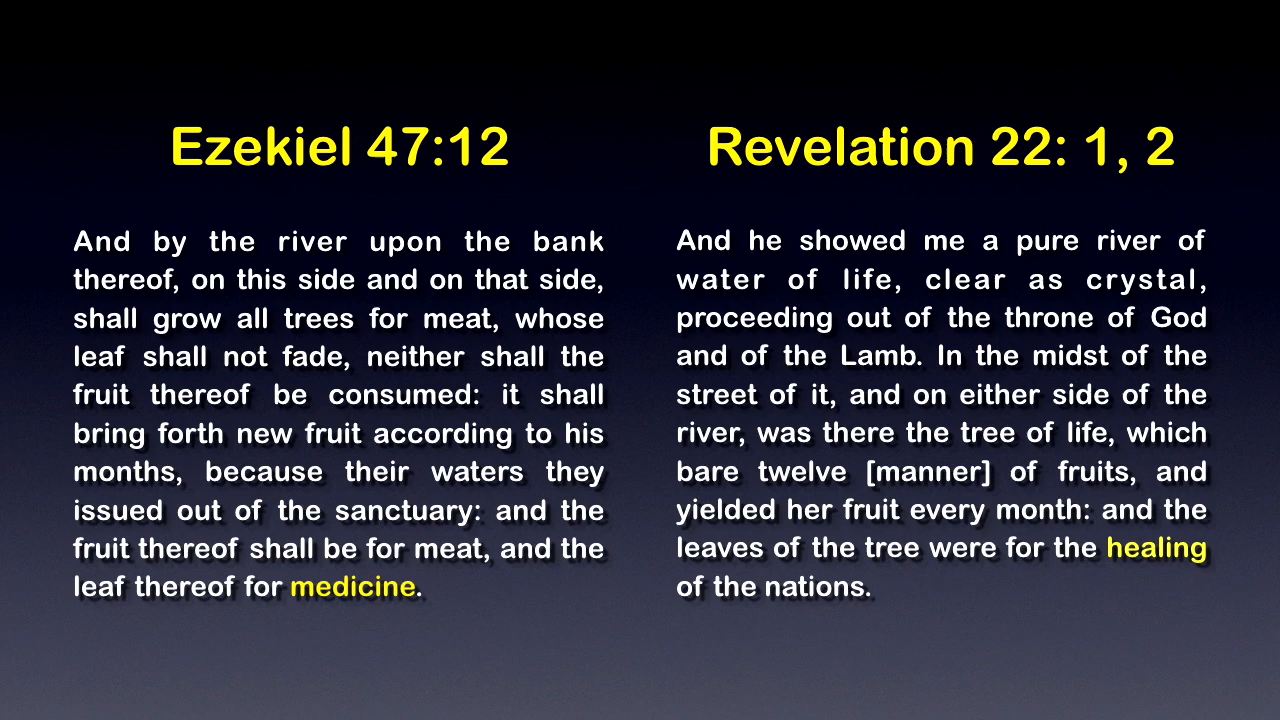 Ezekiel 47:12
And by the river upon the bank
thereof, on this side and on that side,
shall grow all trees for meat, whose
leaf shall not fade, neither shall the
fruit thereof be consumed: it shall
bring forth new fruit according to his
months, because their waters they
issued out of the sanctuary: and the
fruit thereof shall be for meat, and the
leaf thereof for medicine.
Revelation 22: 1, 2
And he showed me a pure river of
water of life, clear as crystal,
proceeding out of the throne of God
and of the Lamb. In the midst of the
street of it, and on either side of the
river, was there the tree of life, which
bare twelve [manner] of fruits, and
yielded her fruit every month: and the
leaves of the tree were for the healing
of the nations.